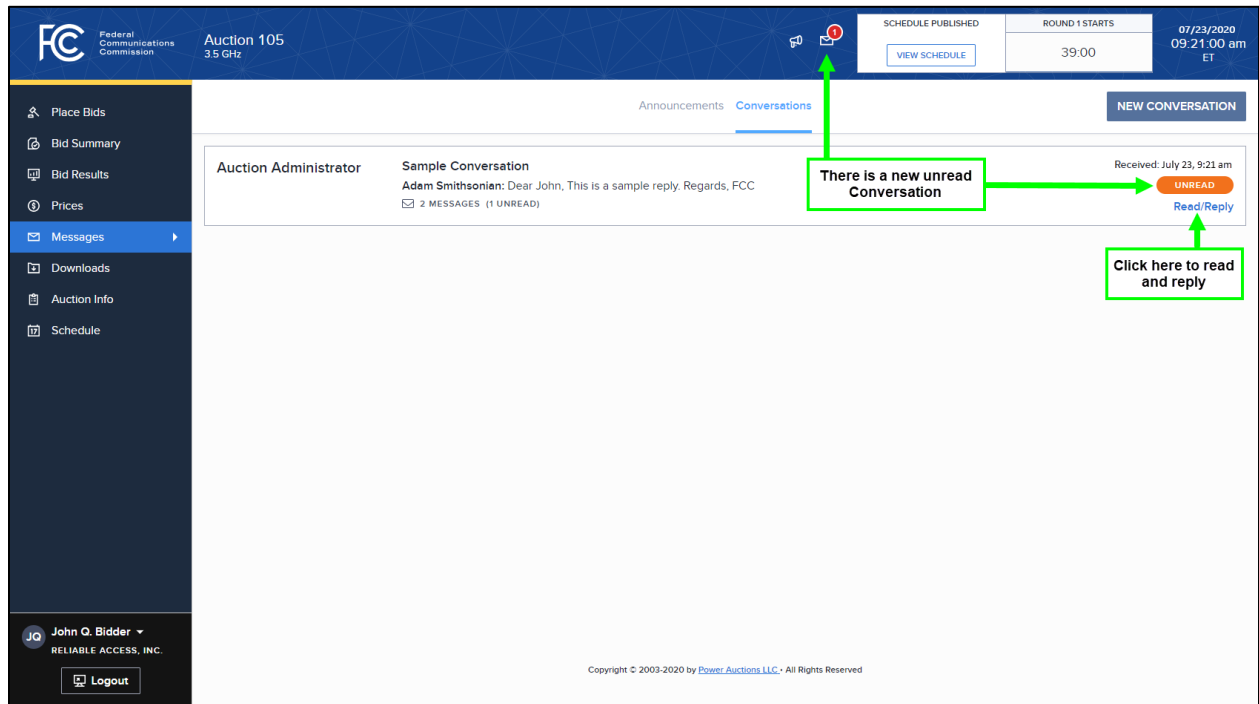 FCC
Federal
Communications
Commission
Auction 105
3.5 GHz
1
SCHEDULE PUBLISHED
VIEW SCHEDULE
ROUND 1 STARTS
39:00
07/23/2020
09:21:00 am
ET
Place Bids
Bid Summary
Bid Results
Prices
Messages
Downloads
Auction Info
17 Schedule
Announcements Conversations
NEW CONVERSATION
Auction Administrator
Sample Conversation
Adam Smithsonian: Dear John, This is a sample reply. Regards, FCC
2 MESSAGES (1 UNREAD)
There is a new unread
Conversation
Received: July 23, 9:21 am
UNREAD
Read/Reply
Click here to read
and reply
JQ John Q. Bidder
RELIABLE ACCESS, INC.
Logout
Copyright © 2003-2020 by Power Auctions LLC • All Rights Reserved